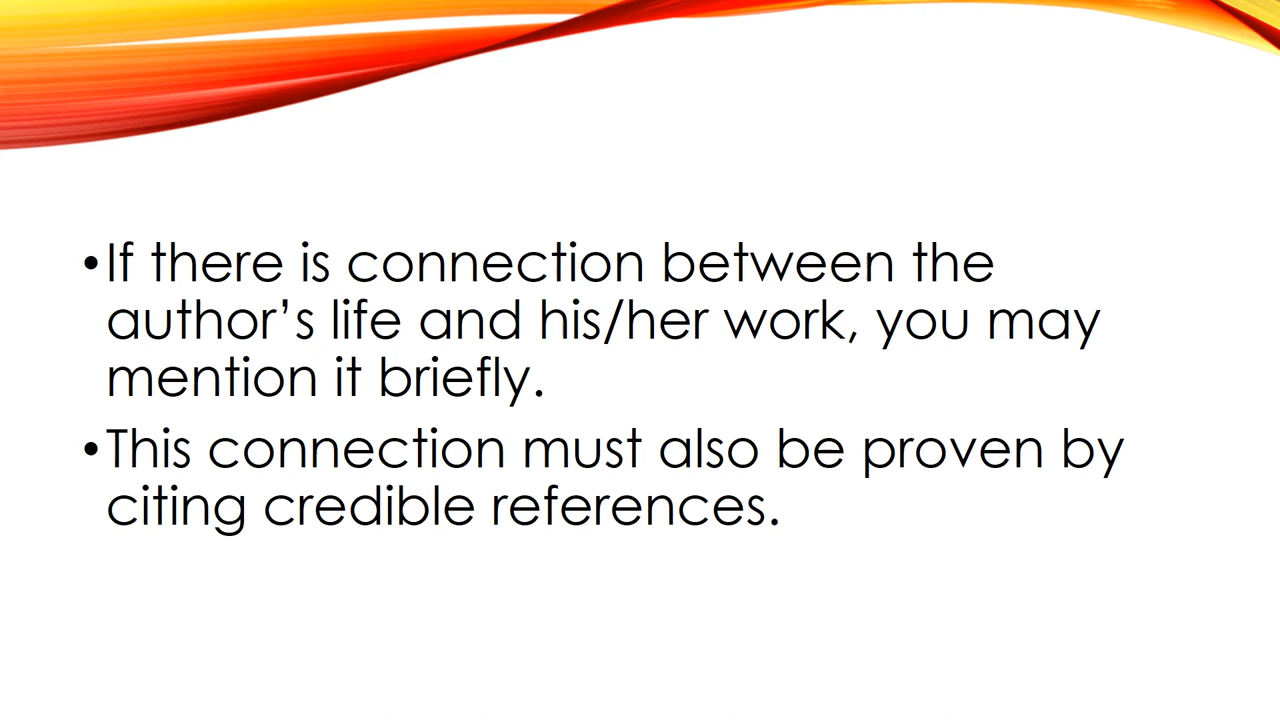 •If there is connection between the
author’s life and his/her work, you may
mention it briefly.
•This connection must also be proven by
citing credible references.